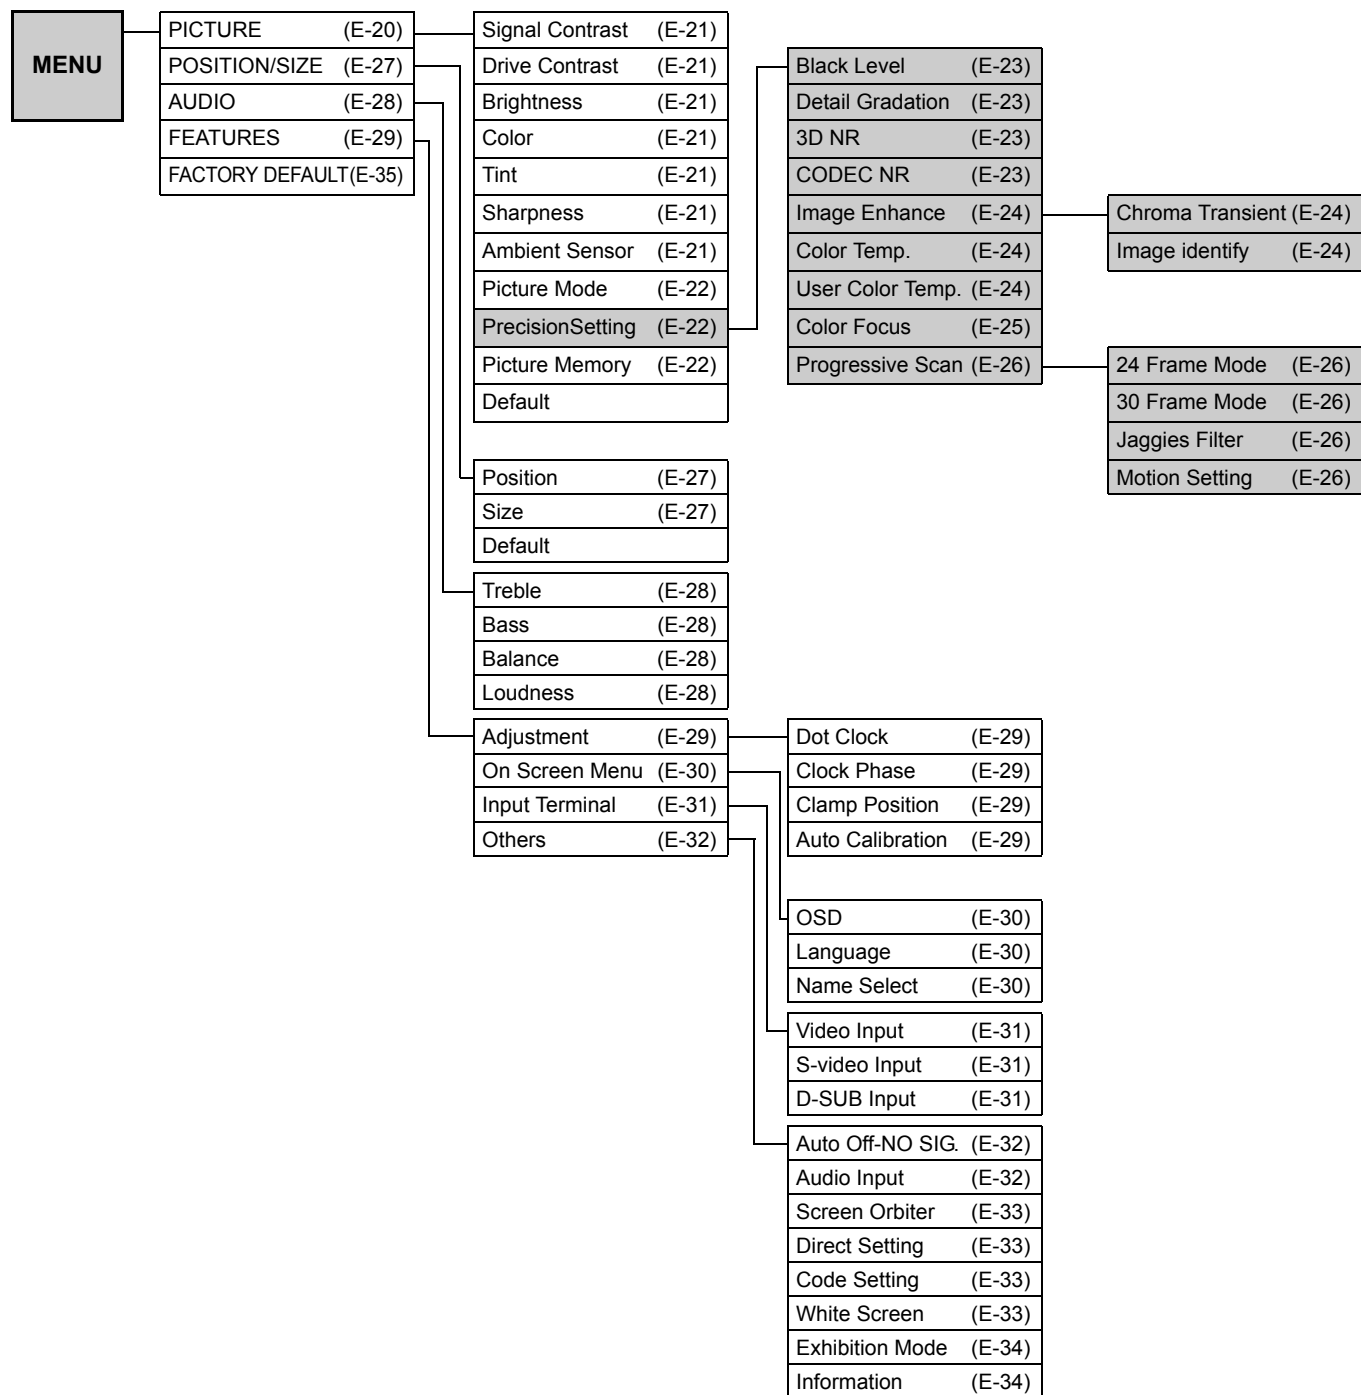 MENU
PICTURE (E-20)
POSITION/SIZE (E-27)
AUDIO (E-28)
FEATURES (E-29)
FACTORY DEFAULT(E-35)
Signal Contrast (E-21)
Drive Contrast (E-21)
Brightness (E-21)
Color (E-21)
Tint (E-21)
Sharpness (E-21)
Ambient Sensor (E-21)
Picture Mode (E-22)
PrecisionSetting (E-22)
Picture Memory (E-22)
Default
Black Level (E-23)
Detail Gradation (E-23)
3D NR (E-23)
CODEC NR (E-23)
Image Enhance (E-24)
Color Temp. (E-24)
User Color Temp. (E-24)
Color Focus (E-25)
Progressive Scan (E-26)
Chroma Transient (E-24)
Image identify (E-24)
24 Frame Mode (E-26)
30 Frame Mode (E-26)
Jaggies Filter (E-26)
Motion Setting (E-26)
Position (E-27)
Size (E-27)
Default
Treble (E-28)
Bass (E-28)
Balance (E-28)
Loudness (E-28)
Adjustment (E-29)
On Screen Menu (E-30)
Input Terminal (E-31)
Others (E-32)
Dot Clock (E-29)
Clock Phase (E-29)
Clamp Position (E-29)
Auto Calibration (E-29)
OSD (E-30)
Language (E-30)
Name Select (E-30)
Video Input (E-31)
S-video Input (E-31)
D-SUB Input (E-31)
Auto Off-NO SIG. (E-32)
Audio Input (E-32)
Screen Orbiter (E-33)
Direct Setting (E-33)
Code Setting (E-33)
White Screen (E-33)
Exhibition Mode (E-34)
Information (E-34)